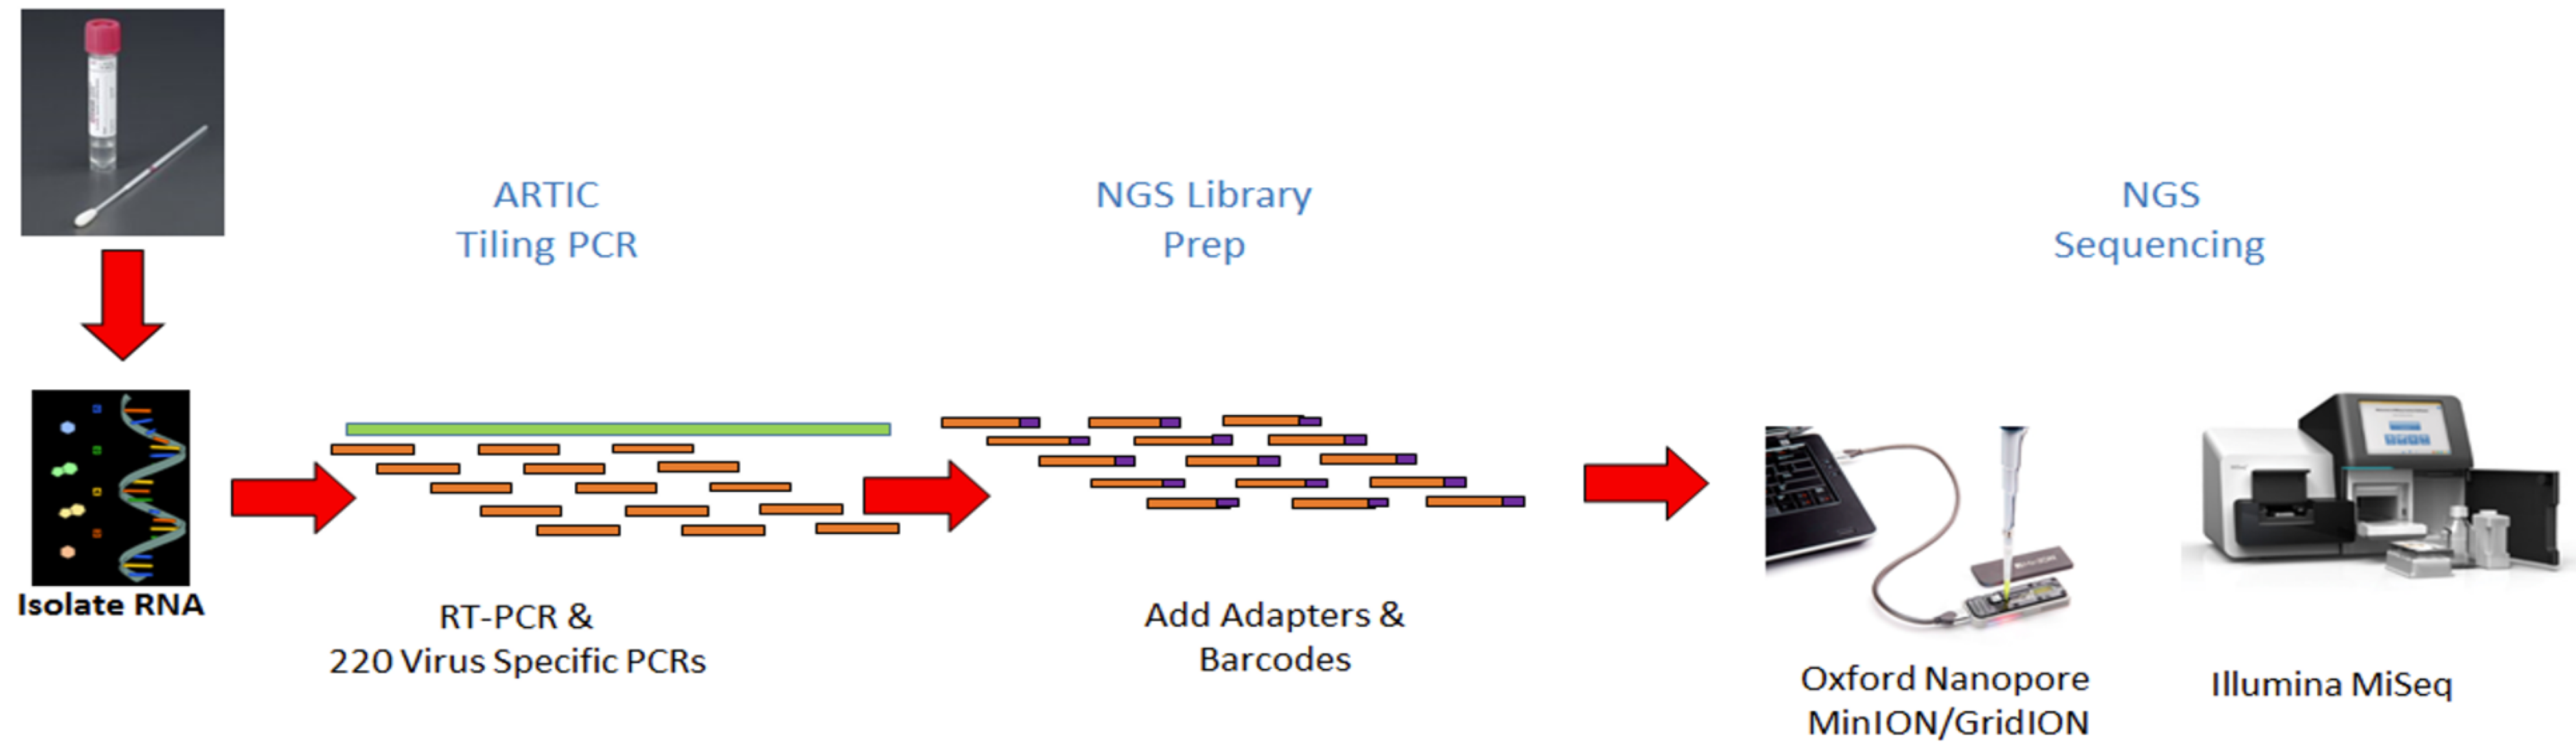 ARTIC
Tiling PCR
NGS Library
Prep
NGS
Sequencing
Isolate RNA
RT-PCR &
220 Virus Specific PCRs
Add Adapters &
Barcodes
Oxford Nanopore
MinION/GridION
Illumina MiSeq